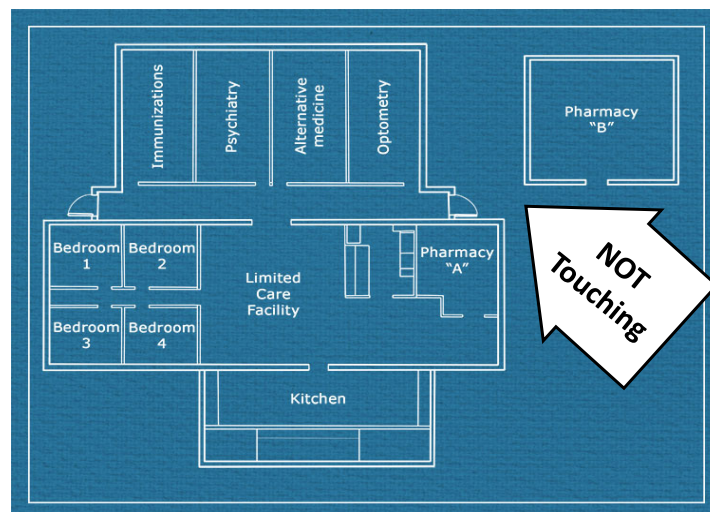 Immunizations
Psychiatry
Alternative
medicine
Optometry
Pharmacy
“B”
Bedroom
1
Bedroom
2
Limited
Care
Facility
Pharmacy
“A”
NOT
Touching
Bedroom
3
Bedroom
4
Kitchen